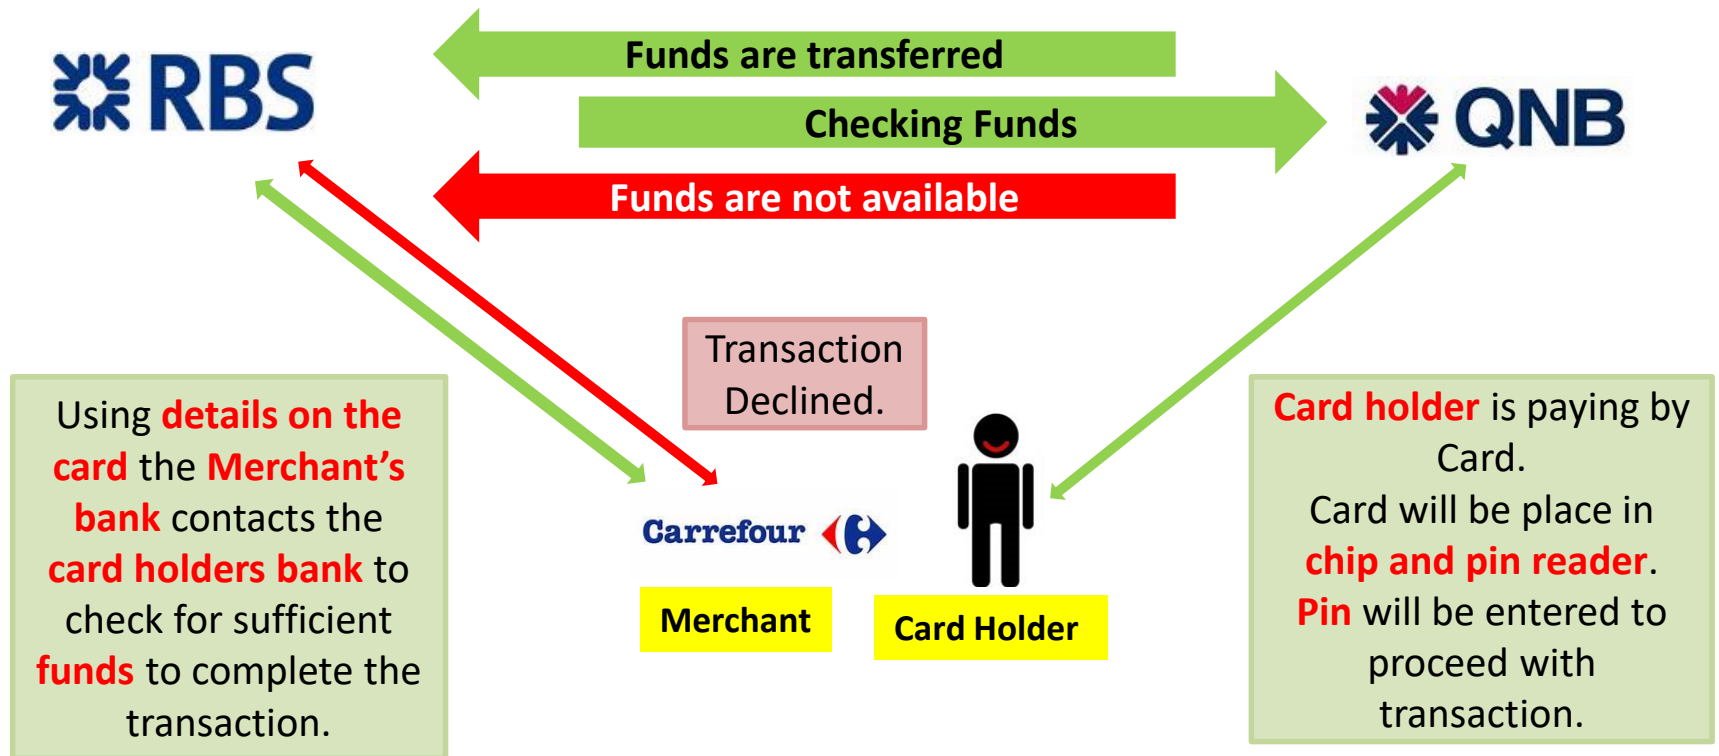 Funds are transferred
RBS
Checking Funds
QNB
Funds are not available
Transaction
Declined.
Using details on the
card the Merchant's
bank contacts the
card holders bank to
check for sufficient
funds to complete the
transaction.
Carrefour
Merchant
Card Holder
Card holder is paying by
Card.
Card will be place in
chip and pin reader.
Pin will be entered to
proceed with
transaction.